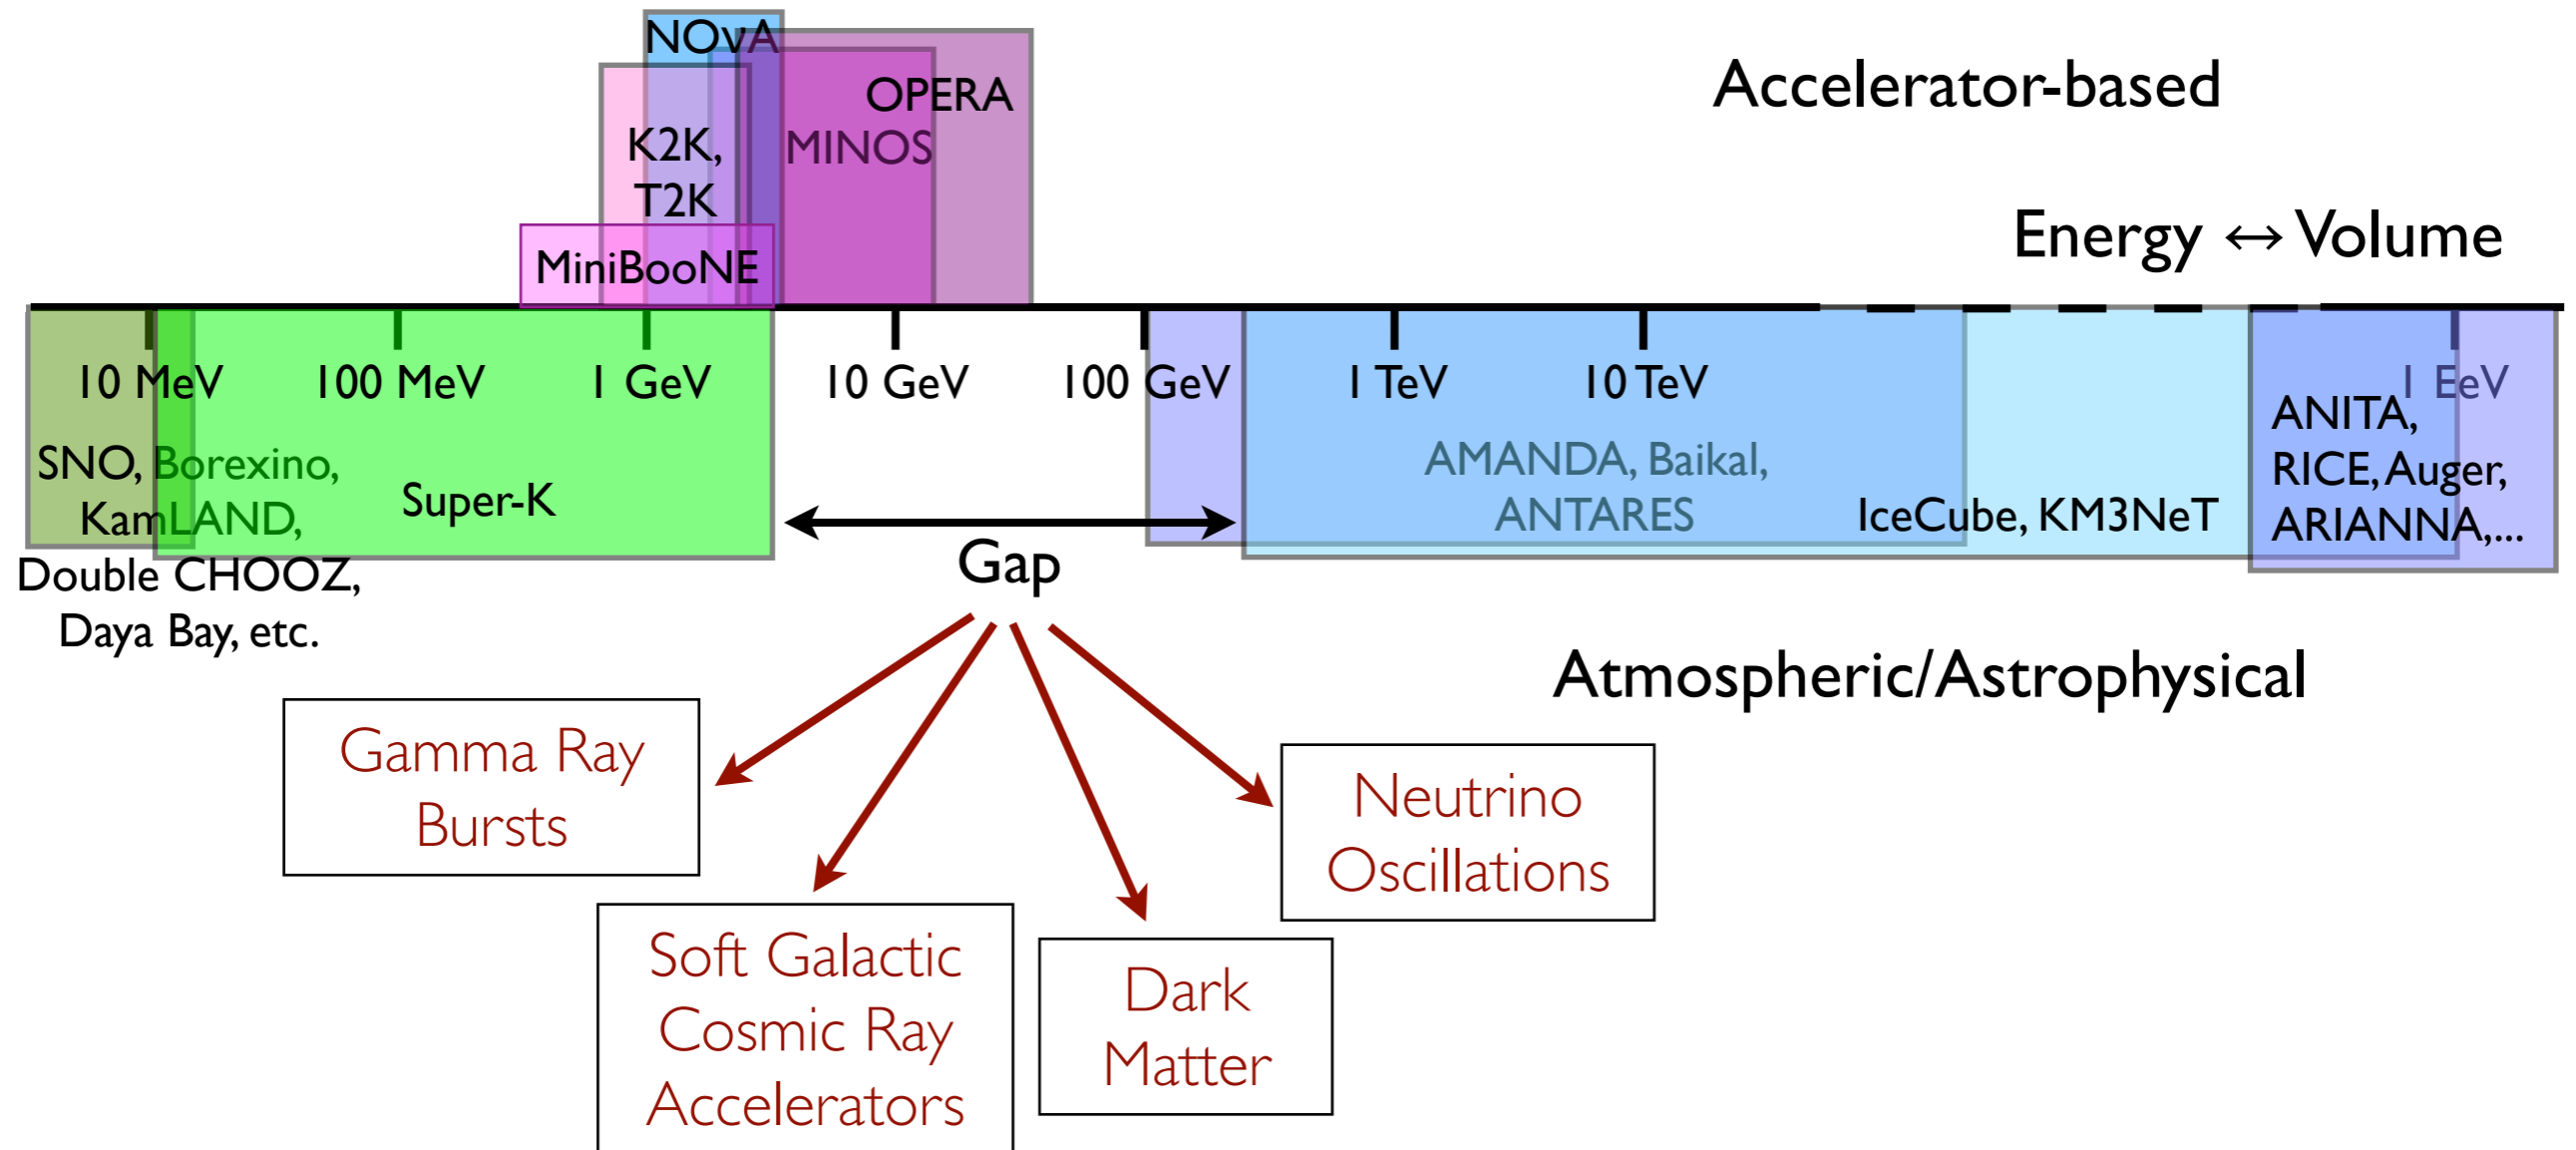 NOνA
OPERA
Accelerator-based
K2K,
T2K
MINOS
MiniBooNE
Energy ↔ Volume
10 MeV
100 MeV
1 GeV
10 GeV
100 GeV
1 TeV
10 TeV
1 EeV
SNO, Borexino,
KamLAND,
Double CHOOZ,
Daya Bay, etc.
Super-K
Gap
AMANDA, Baikal,
ANTARES
IceCube, KM3NeT
ANITA,
RICE, Auger,
ARIANNA,...
Atmospheric/Astrophysical
Gamma Ray
Bursts
Soft Galactic
Cosmic Ray
Accelerators
Dark
Matter
Neutrino
Oscillations